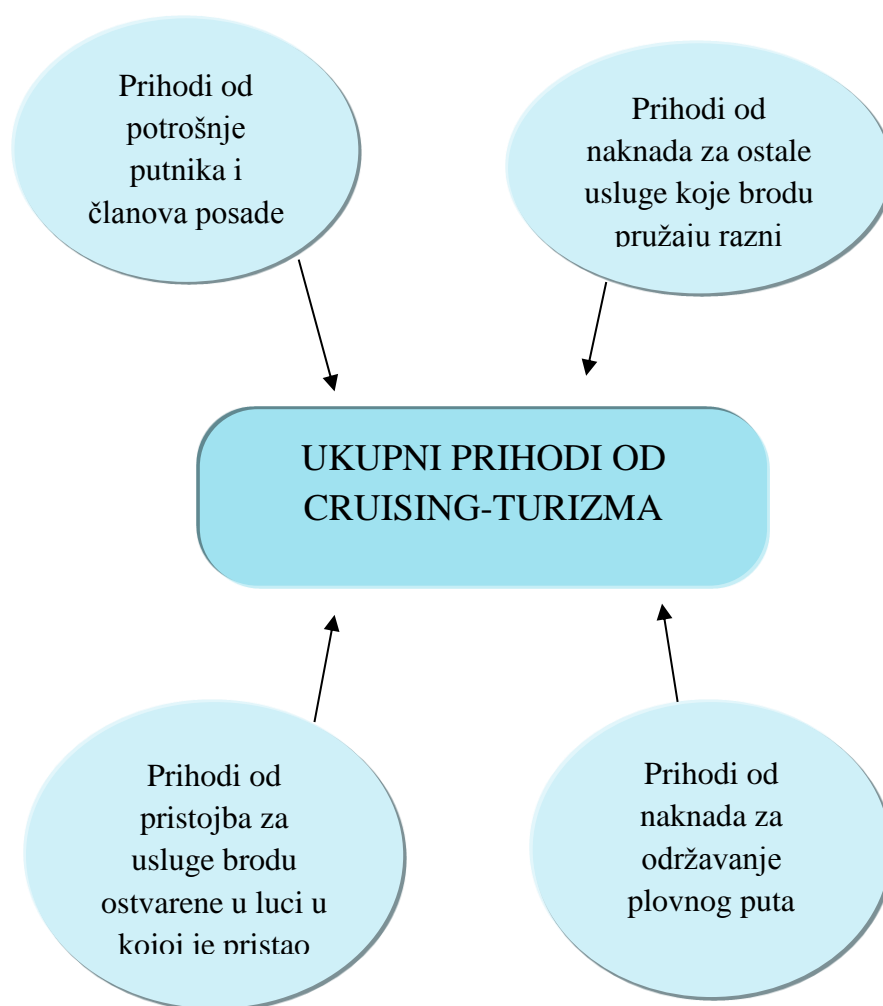 Prihodi od
potrošnje
putnika i
članova posade
Prihodi od
naknada za ostale
usluge koje brodu
pružaju razni
UKUPNI PRIHODI OD
CRUISING-TURIZMA
Prihodi od
pristojba za
usluge brodu
ostvarene u luci u
kojoj je pristao
Prihodi od
naknada za
održavanje
plovnog puta